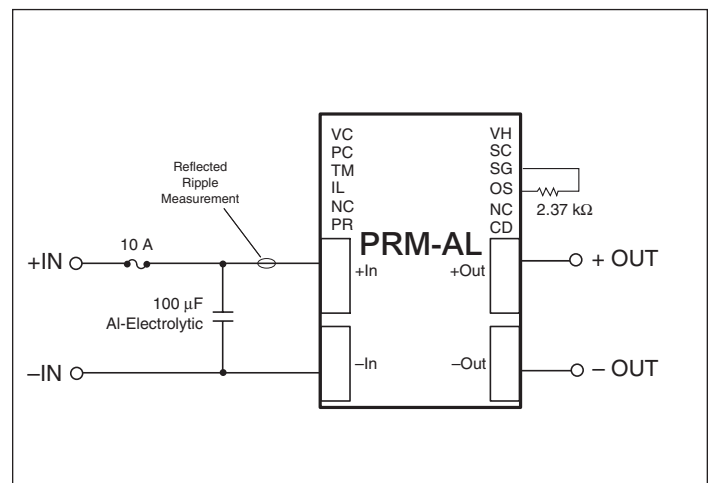 VC
PC
TM
IL
NC
PR
VH
SC
SG
OS
NC
CD
2.37 kΩ
Reflected
Ripple
Measurement
PRM-AL
10 A
+IN
+In
+Out
+ OUT
100 μF
Al-Electrolytic
–IN
–In
–Out
– OUT